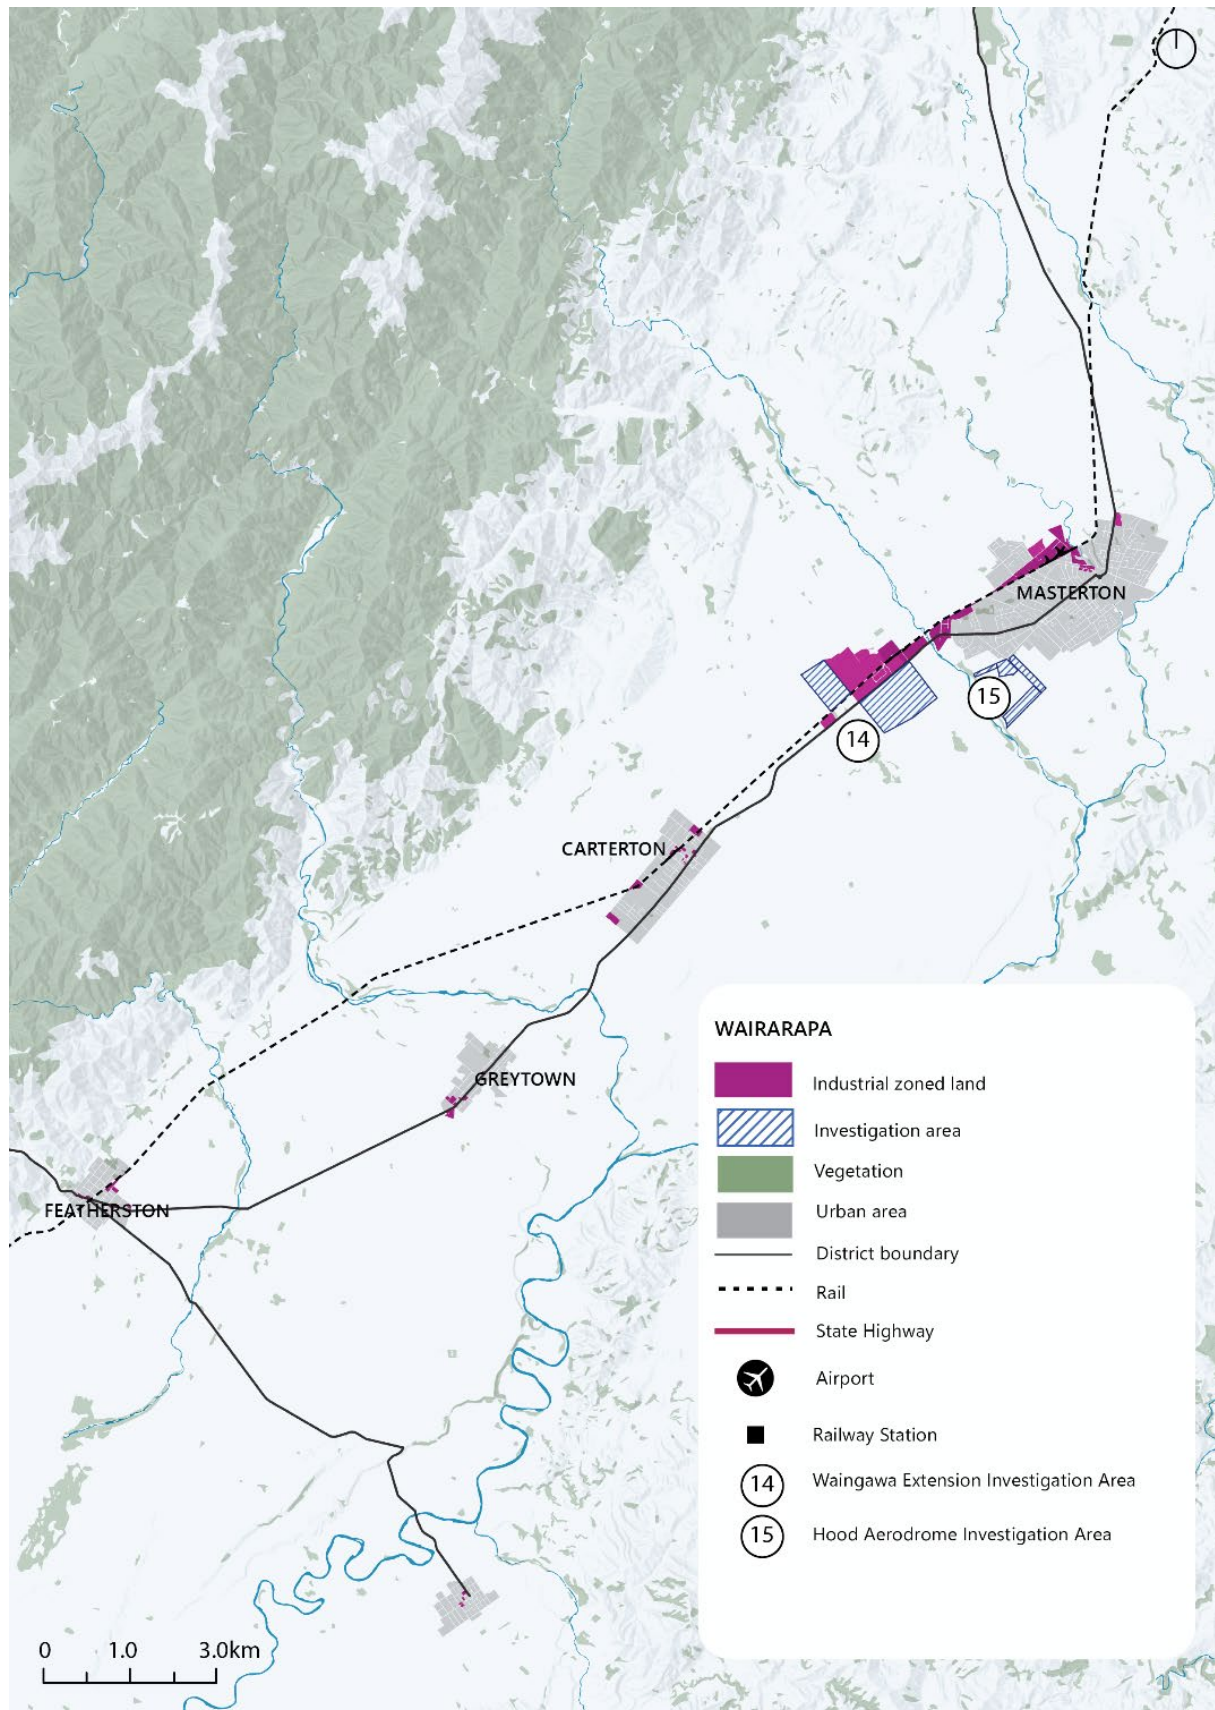 MASTERTON
15
14
CARTERTON
GREYTOWN
FEATHERSTON
WAIRARAPA
Industrial zoned land
Investigation area
Vegetation
Urban area
District boundary
Rail
State Highway
Airport
Railway Station
14 Waingawa Extension Investigation Area
15 Hood Aerodrome Investigation Area
0 1.0 3.0km